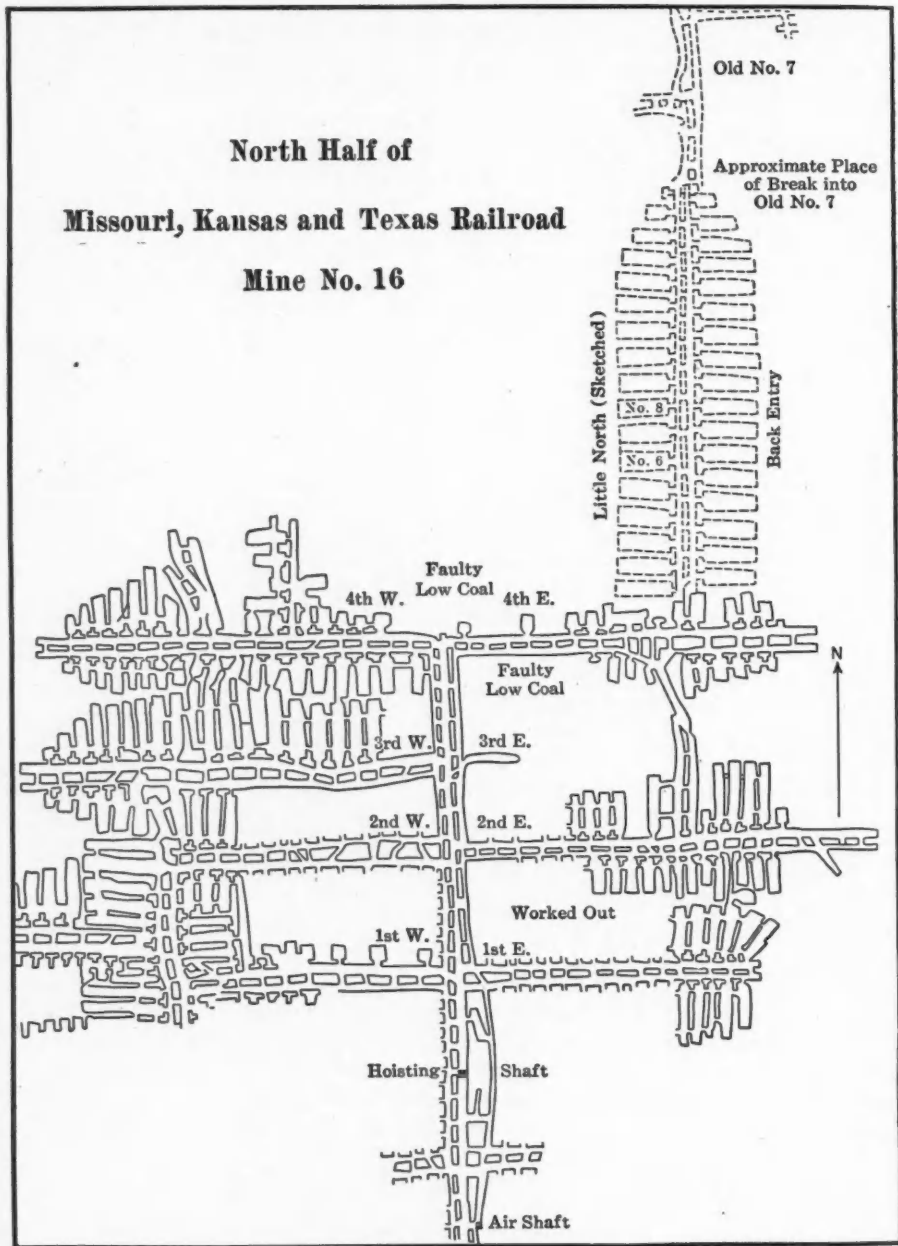 Old No. 7
North Half of
Missouri, Kansas and Texas Railroad
Mine No. 16
Approximate Place
of Break into
Old No. 7
Little North (Sketched)
Back Entry
No. 8
No. 6
Faulty
Low Coal
4th W.
4th E.
Faulty
Low Coal
N
3rd W.
3rd E.
2nd W.
2nd E.
Worked Out
1st W.
1st E.
Hoisting Shaft
Air Shaft